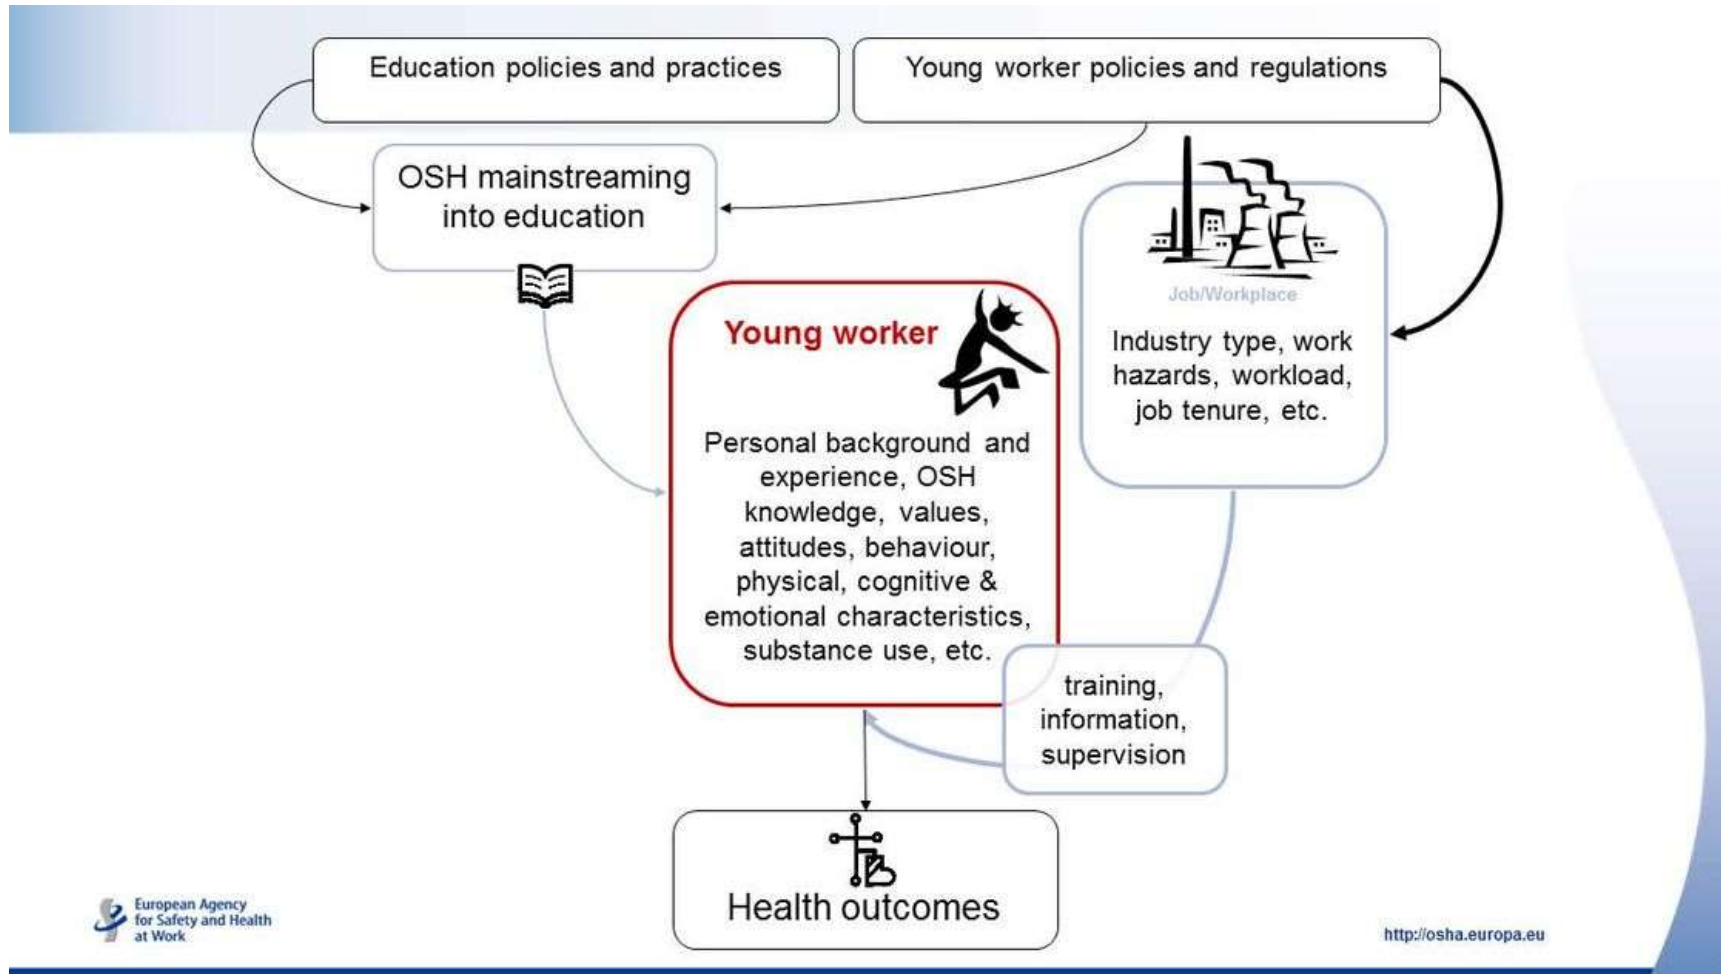 Education policies and practices
Young worker policies and regulations
OSH mainstreaming
into education
Job/Workplace
Industry type, work
hazards, workload,
job tenure, etc.
Young worker
Personal background and
experience, OSH
knowledge, values,
attitudes, behaviour,
physical, cognitive &
emotional characteristics,
substance use, etc.
training,
information,
supervision
Health outcomes
European Agency
for Safety and Health
at Work
http://osha.europa.eu